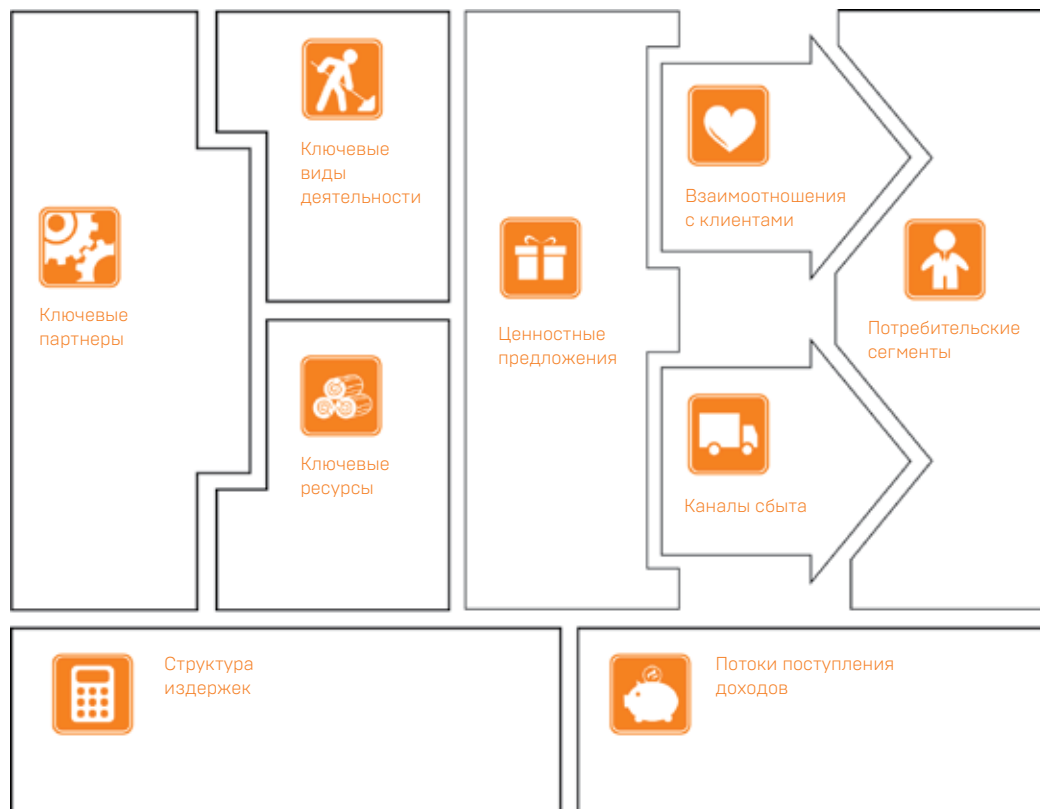 Ключевые
партнеры
Ключевые
виды
деятельности
Ключевые
ресурсы
Ценностные
предложения
Взаимоотношения
с клиентами
Каналы сбыта
Потребительские
сегменты
Структура
издержек
Потоки поступления
доходов